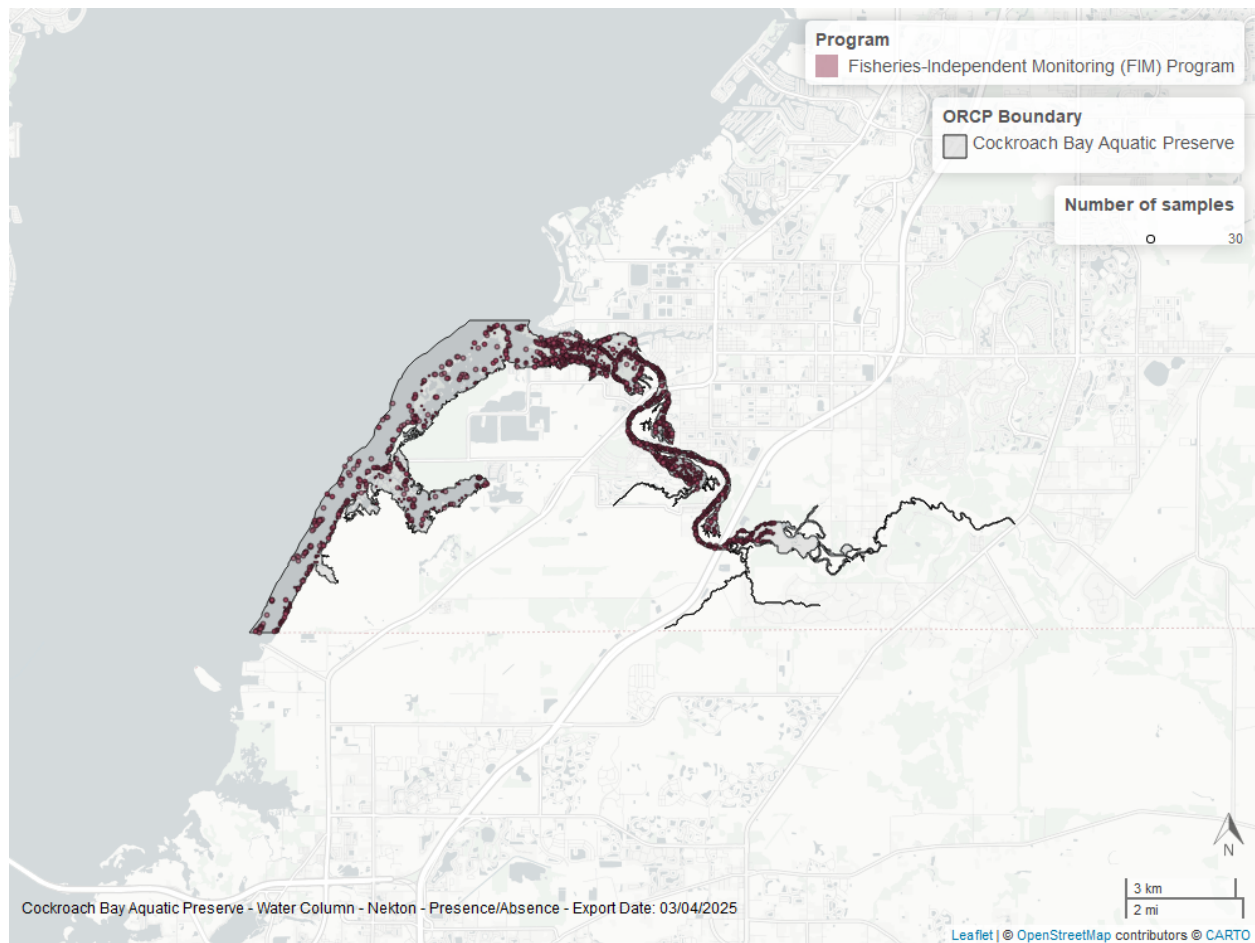 Program
Fisheries-Independent Monitoring (FIM) Program
ORCP Boundary
Cockroach Bay Aquatic Preserve
Number of samples
30
N
3 km
2 mi
Cockroach Bay Aquatic Preserve - Water Column - Nekton - Presence/Absence - Export Date: 03/04/2025
Leaflet | © OpenStreetMap contributors © CARTO